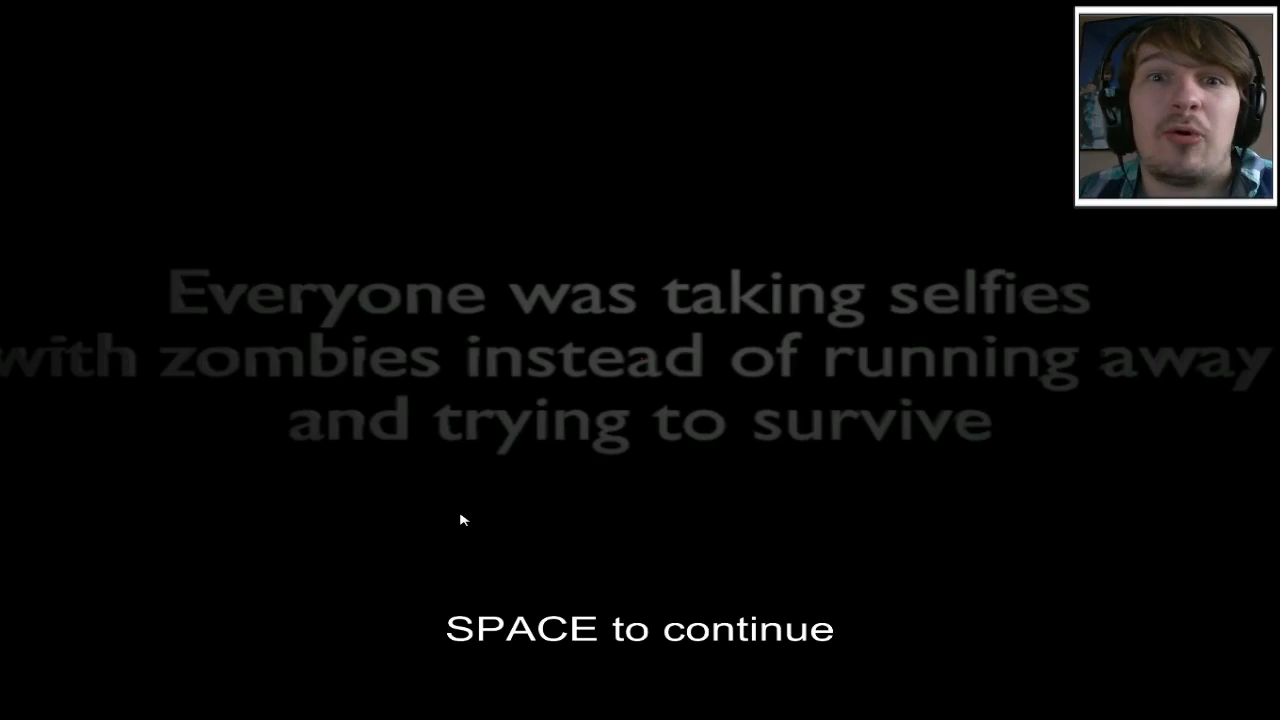 Everyone was taking selfies
with zombies instead of running away
and trying to survive
SPACE to continue